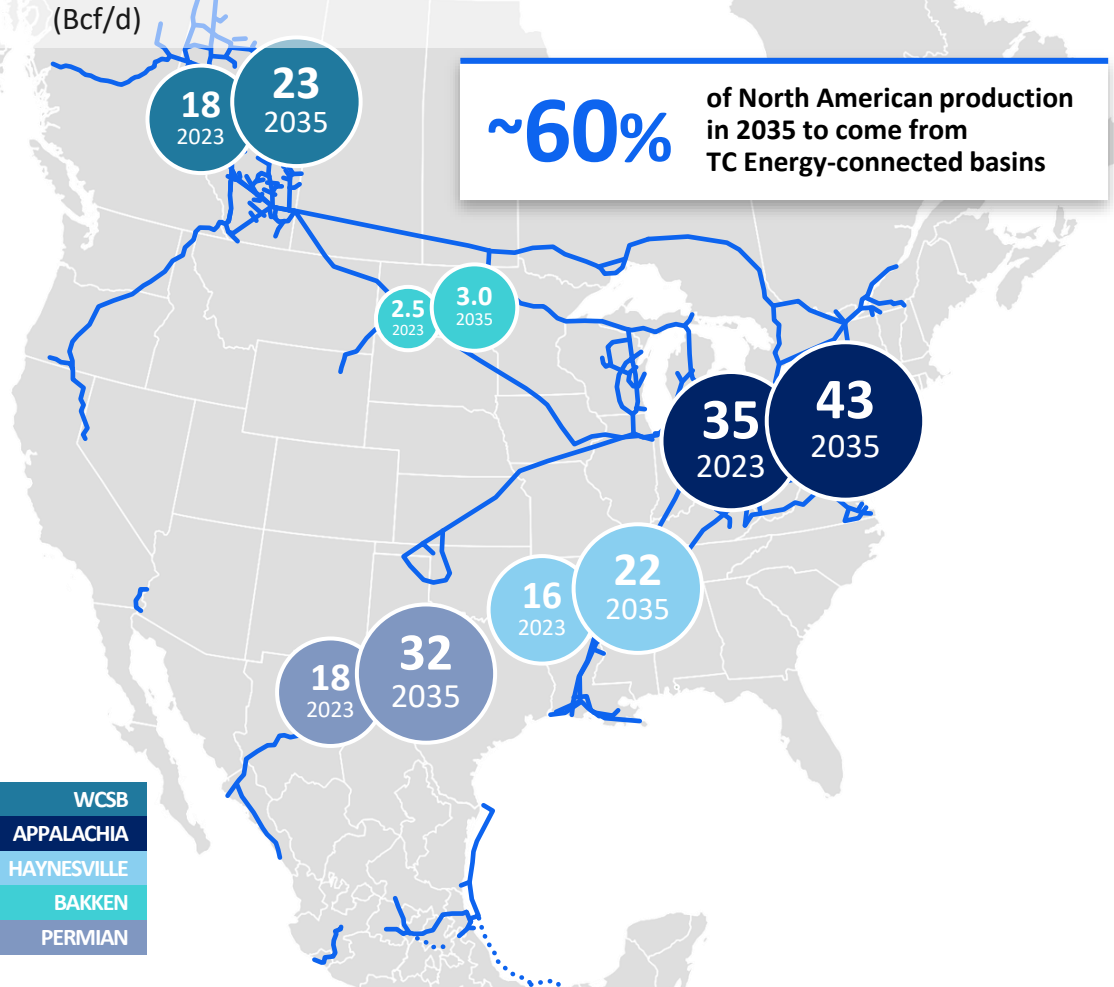 (Bcf/d)
18
2023
23
2035
~60%
of North American production
in 2035 to come from
TC Energy-connected basins
2.5
2023
3.0
2035
35
2023
43
2035
16
2023
22
2035
18
2023
32
2035
WCSB
APPALACHIA
HAYNESVILLE
BAKKEN
PERMIAN